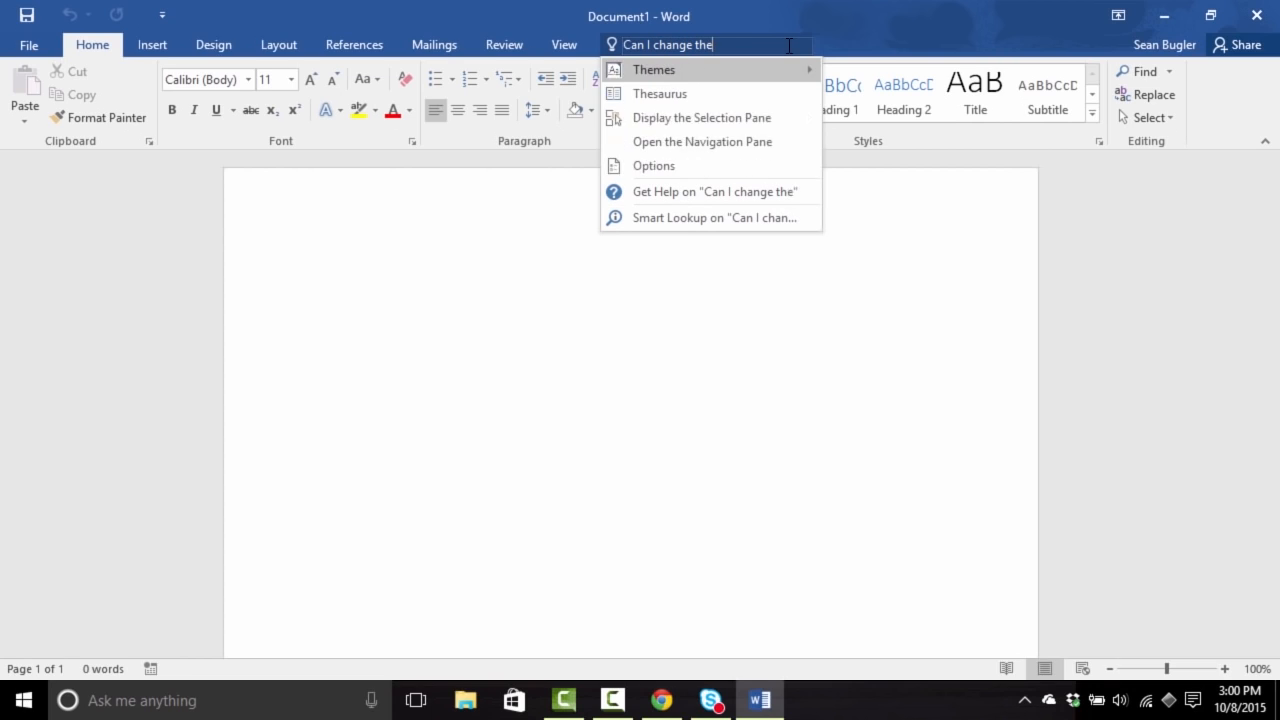 Document1 - Word
File Home Insert Design Layout References Mailings Review View Can I change the Sean Bugler Share
Paste
Cut
Copy
Format Painter
Clipboard
Calibri (Body) 11
Aa
B I U abc X₂ X²
A A
Font
Paragraph
Themes
Thesaurus
Display the Selection Pane
Open the Navigation Pane
Options
Get Help on "Can I change the"
Smart Lookup on "Can I chan...
BbCc AaBbCcD AaB AaBbCcD
ading 1 Heading 2 Title Subtitle
Styles
Find
Replace
Select
Editing
Page 1 of 1 0 words 100%
Ask me anything
3:00 PM
10/8/2015